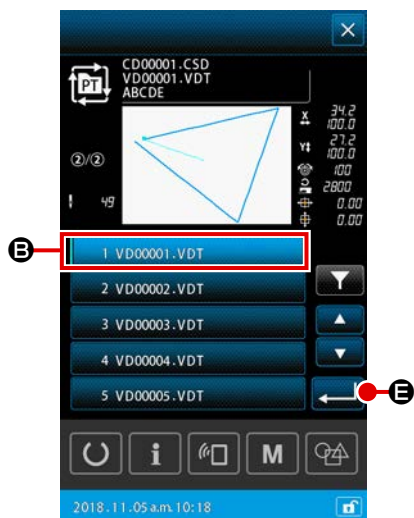 CD00001.CSD
VD00001.VDT
ABCDE
PT
②/②
49
X 34.2
100.0
Y 27.2
100.0
100
2800
0.00
0.00
B
1 VD00001.VDT
2 VD00002.VDT
3 VD00003.VDT
4 VD00004.VDT
5 VD00005.VDT
E
i
M
2018.11.05 a.m. 10:18